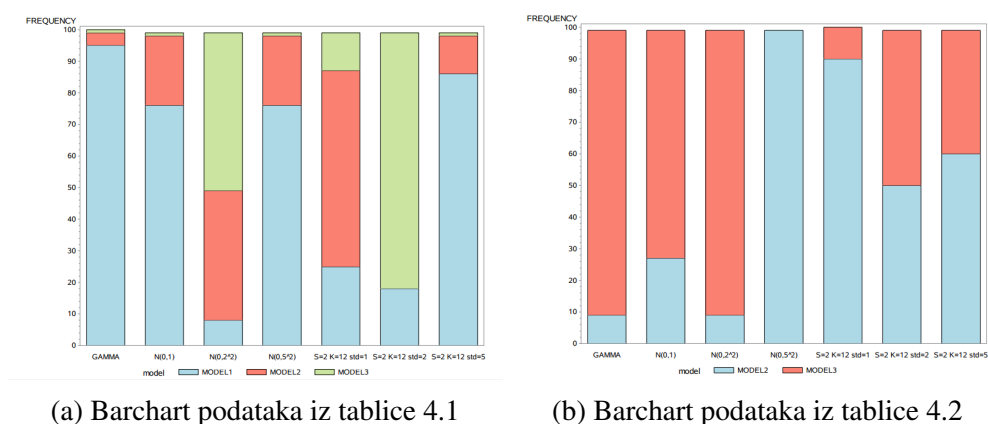 FREQUENCY
100
90
80
70
60
50
40
30
20
10
0
GAMMA N(0,1) N(0,2^2) N(0,5^2) S=2 K=12 std=1 S=2 K=12 std=2 S=2 K=12 std=5
model MODEL1 MODEL2 MODEL3
(a) Barchart podataka iz tablice 4.1
FREQUENCY
100
90
80
70
60
50
40
30
20
10
0
GAMMA N(0,1) N(0,2^2) N(0,5^2) S=2 K=12 std=1 S=2 K=12 std=2 S=2 K=12 std=5
model MODEL2 MODEL3
(b) Barchart podataka iz tablice 4.2